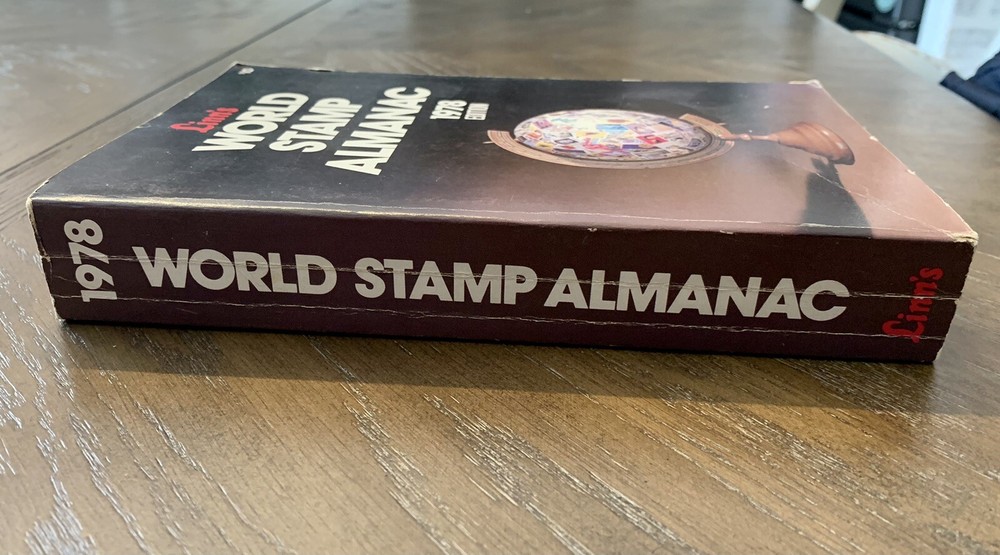 Linn's
WORLD
STAMP
ALMANAC
1978
EDITION
1978
WORLD STAMP ALMANAC
Linn's